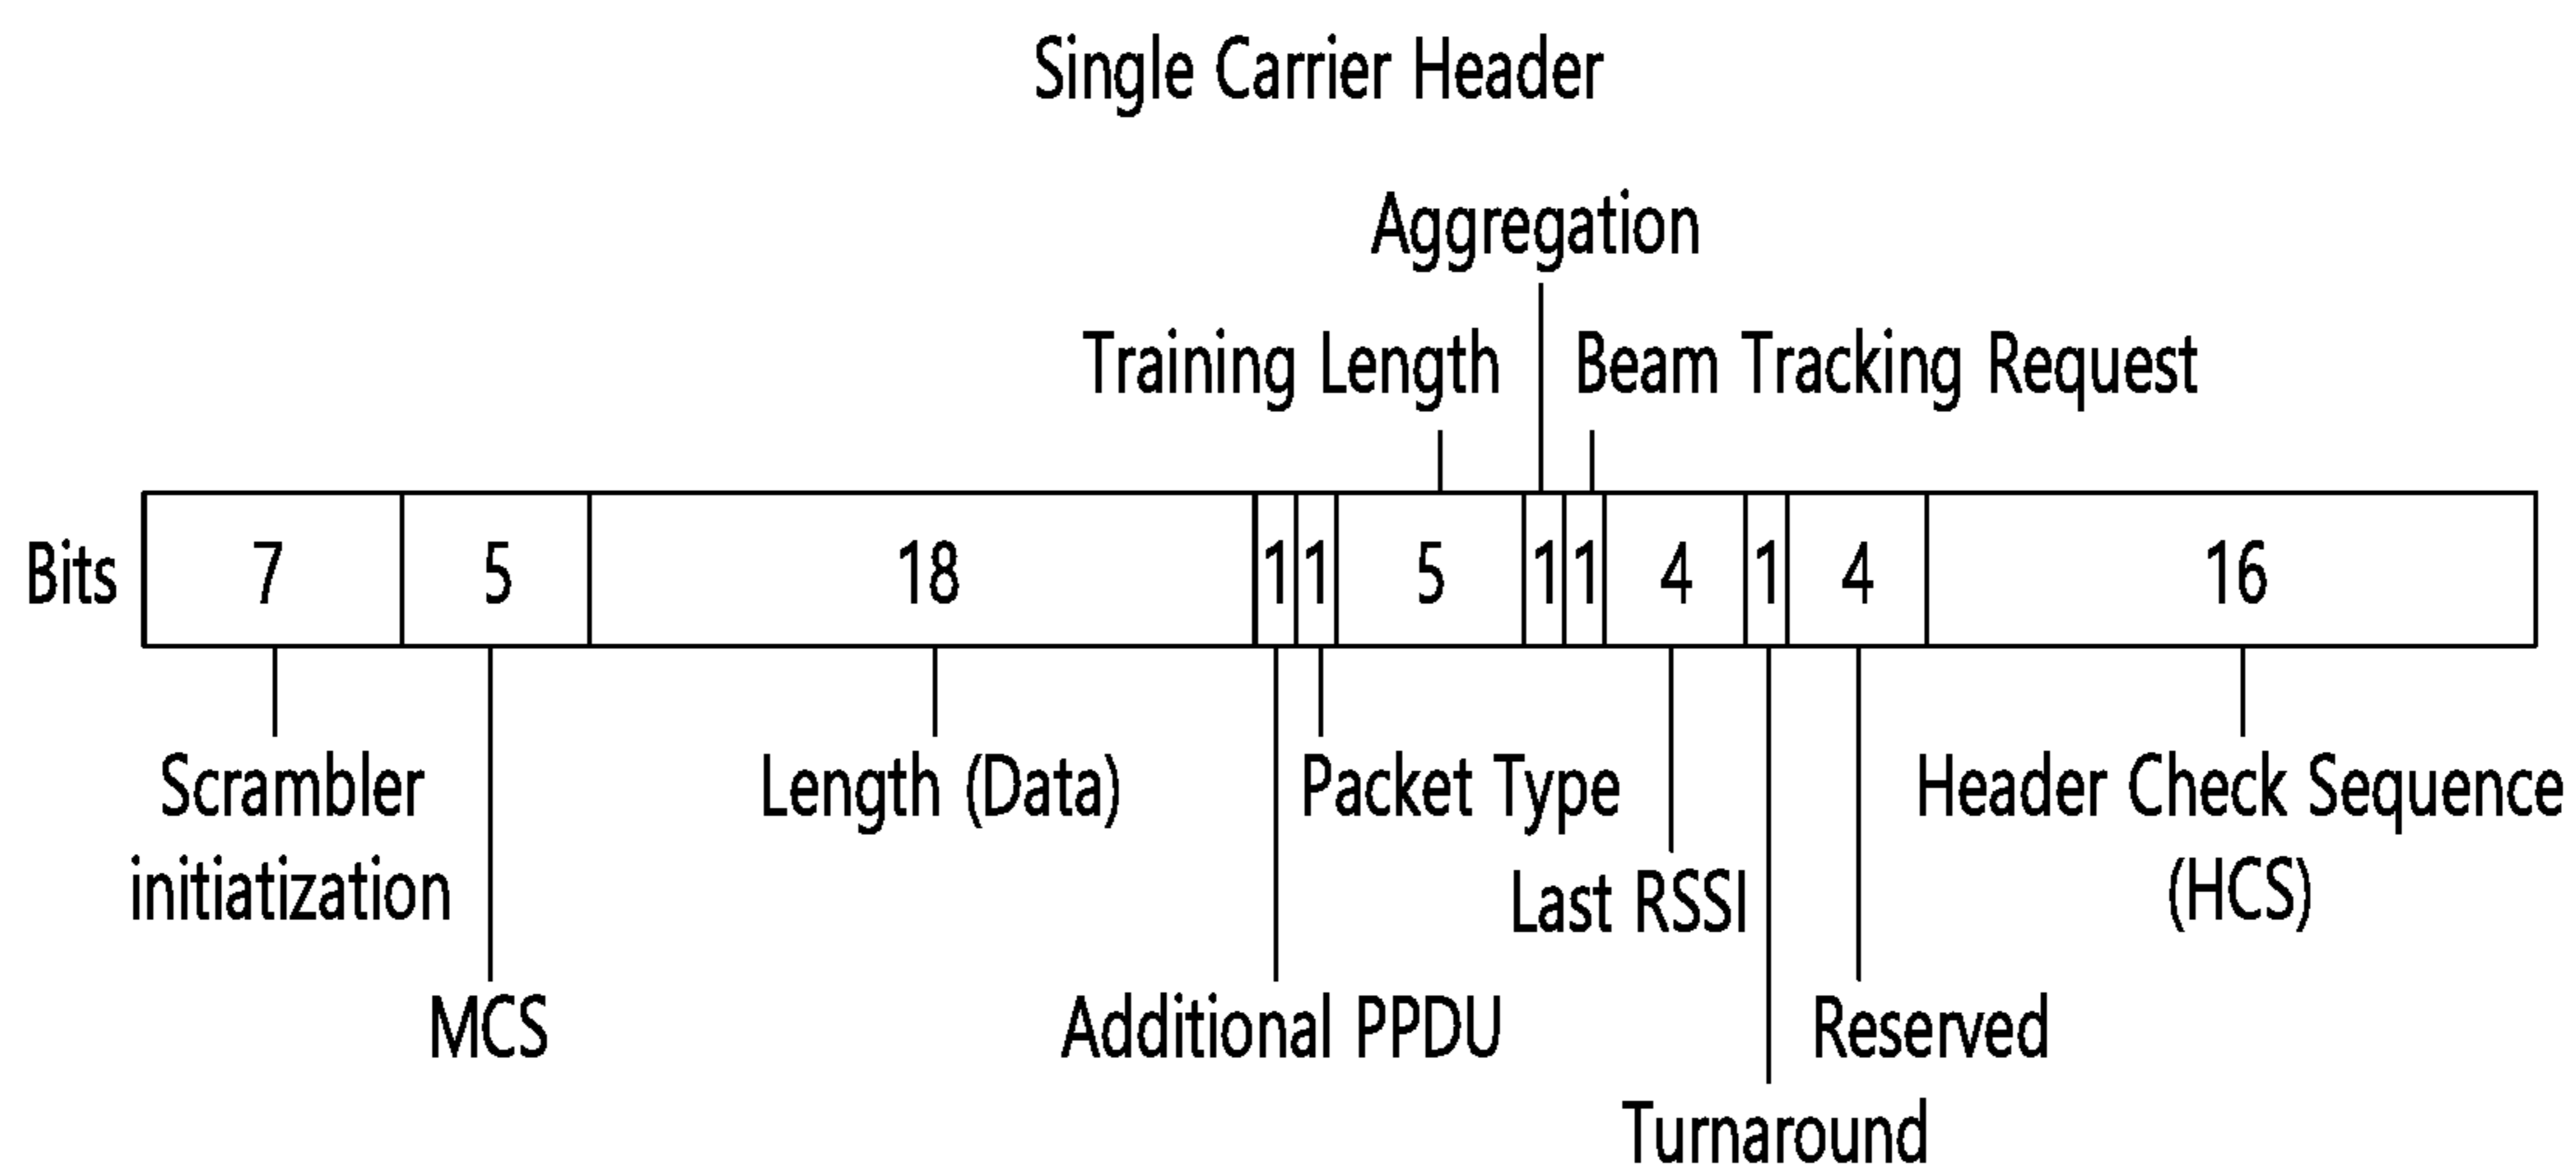 Single Carrier Header
Aggregation
Training Length Beam Tracking Request
Bits 7 5 18 1 1 5 1 1 4 1 4 16
Scrambler
initiatization
Length (Data)
Packet Type
Header Check Sequence
(HCS)
Last RSSI
MCS
Additional PPDU
Reserved
Turnaround